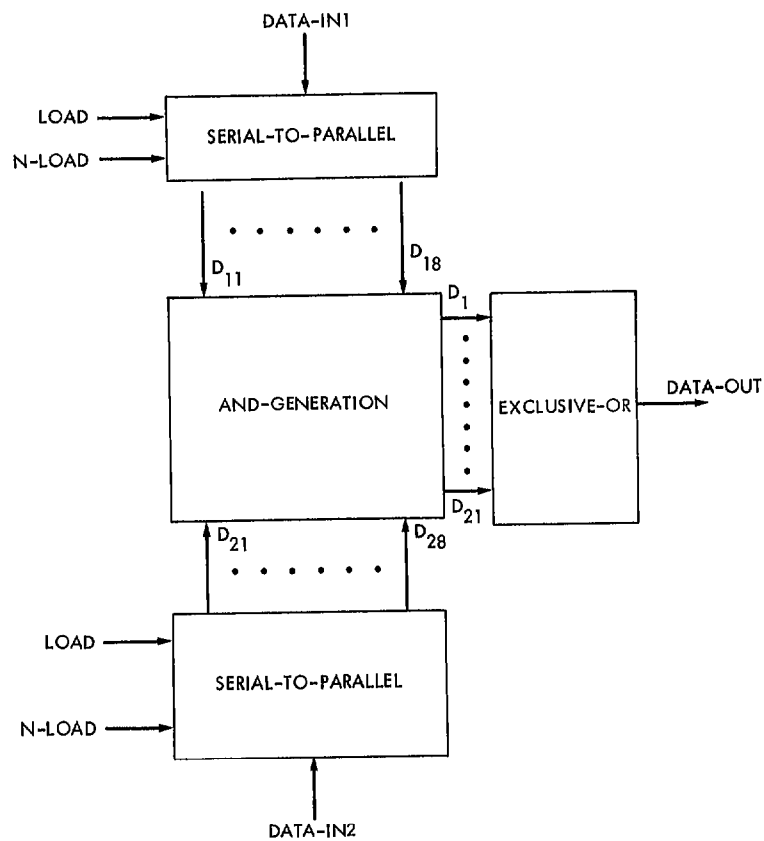 DATA-IN1
LOAD
N-LOAD
SERIAL-TO-PARALLEL
D11
D18
D1
AND-GENERATION
EXCLUSIVE-OR
DATA-OUT
D21
D21
D28
LOAD
SERIAL-TO-PARALLEL
N-LOAD
DATA-IN2